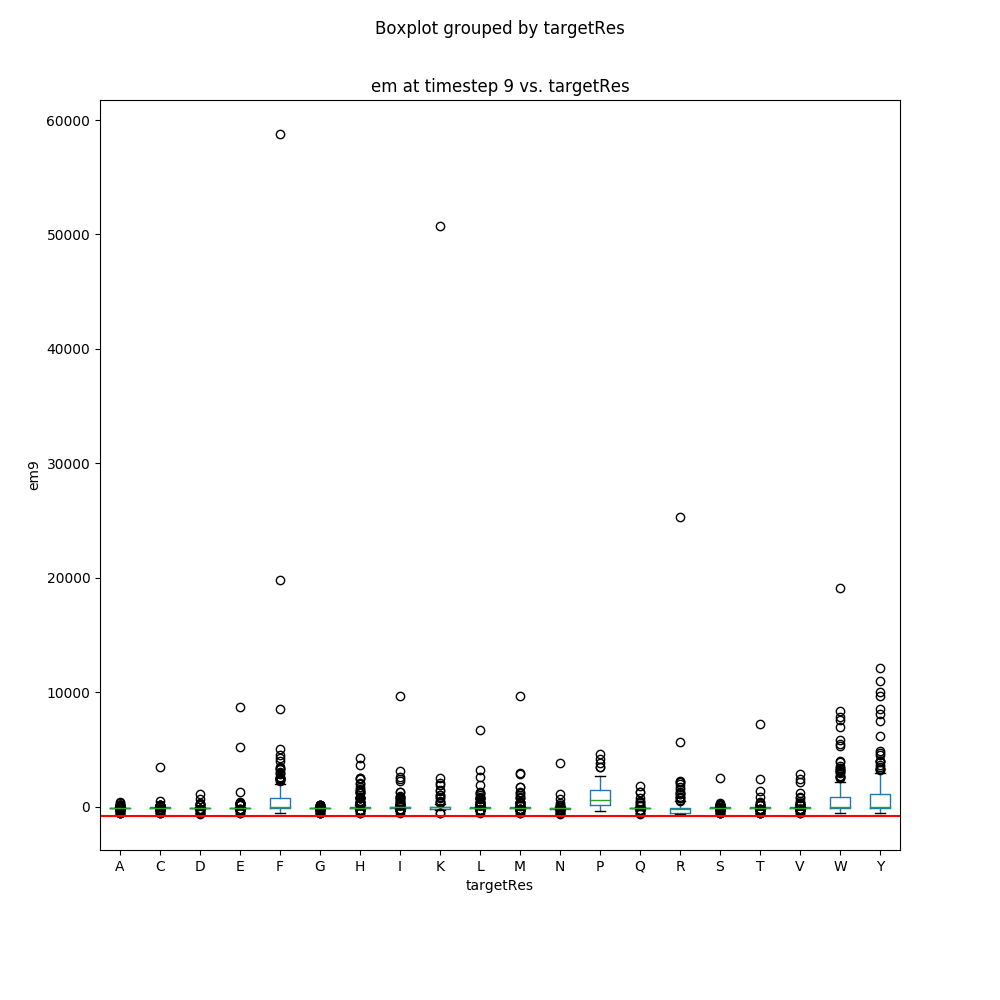 Boxplot grouped by targetRes
em at timestep 9 vs. targetRes
60000
50000
40000
30000
20000
10000
0
em9
A C D E F G H I K L M N P Q R S T V W Y
targetRes